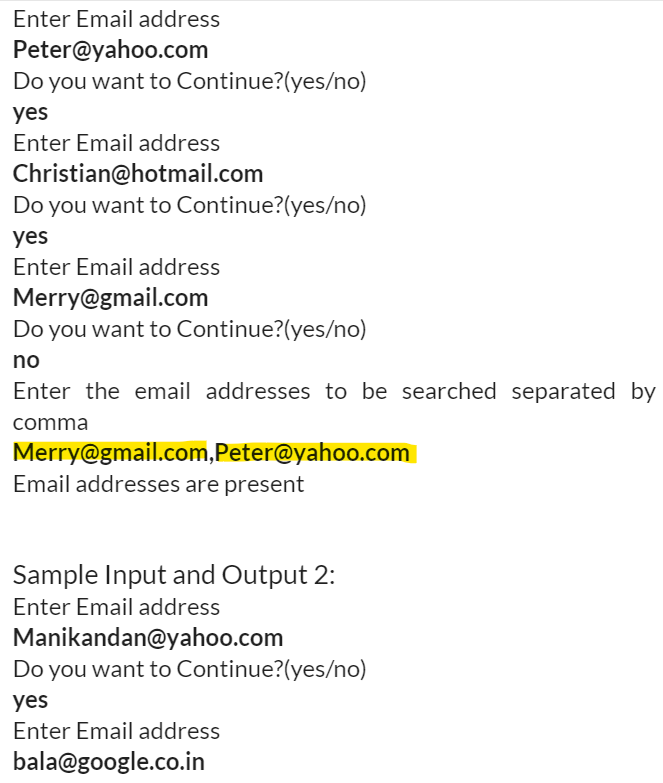 Enter Email address
Peter@yahoo.com
Do you want to Continue?(yes/no)
yes
Enter Email address
Christian@hotmail.com
Do you want to Continue?(yes/no)
yes
Enter Email address
Merry@gmail.com
Do you want to Continue?(yes/no)
no
Enter the email addresses to be searched separated by
comma
Merry@gmail.com,Peter@yahoo.com
Email addresses are present
Sample Input and Output 2:
Enter Email address
Manikandan@yahoo.com
Do you want to Continue?(yes/no)
yes
Enter Email address
bala@google.co.in